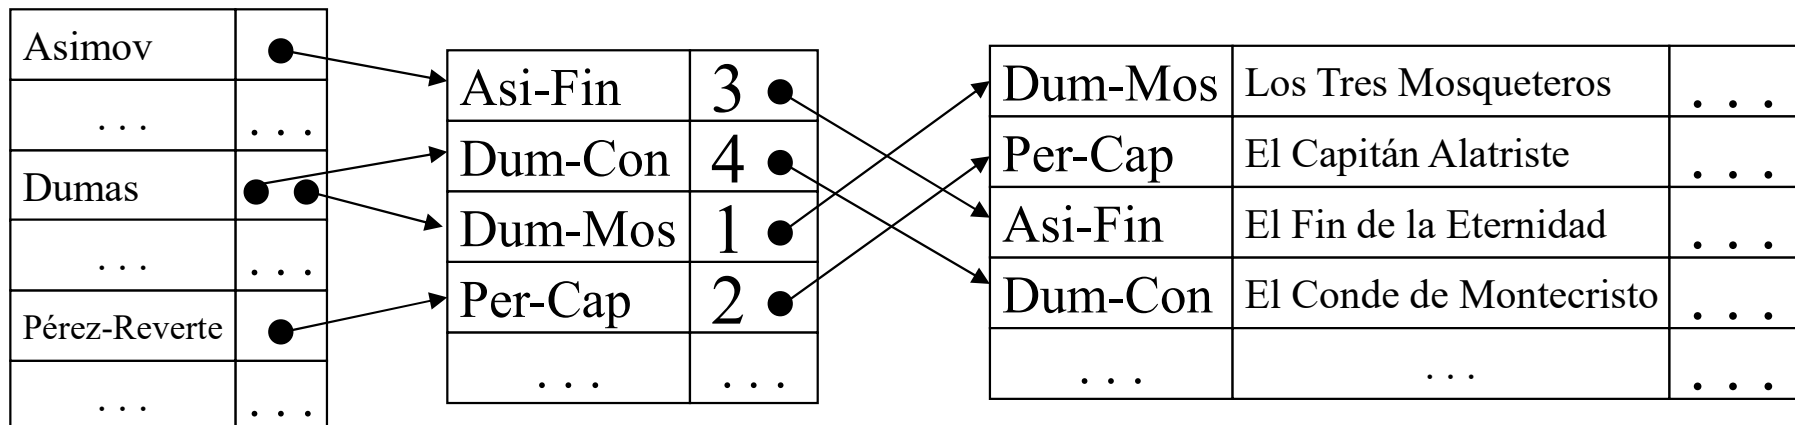 Asimov
. . . . . .
Dumas
. . . . . .
Pérez-Reverte
. . . . . .
Asi-Fin 3
Dum-Con 4
Dum-Mos 1
Per-Cap 2
. . . . . .
Dum-Mos Los Tres Mosqueteros . . .
Per-Cap El Capitán Alatriste . . .
Asi-Fin El Fin de la Eternidad . . .
Dum-Con El Conde de Montecristo . . .
. . . . . . . . .